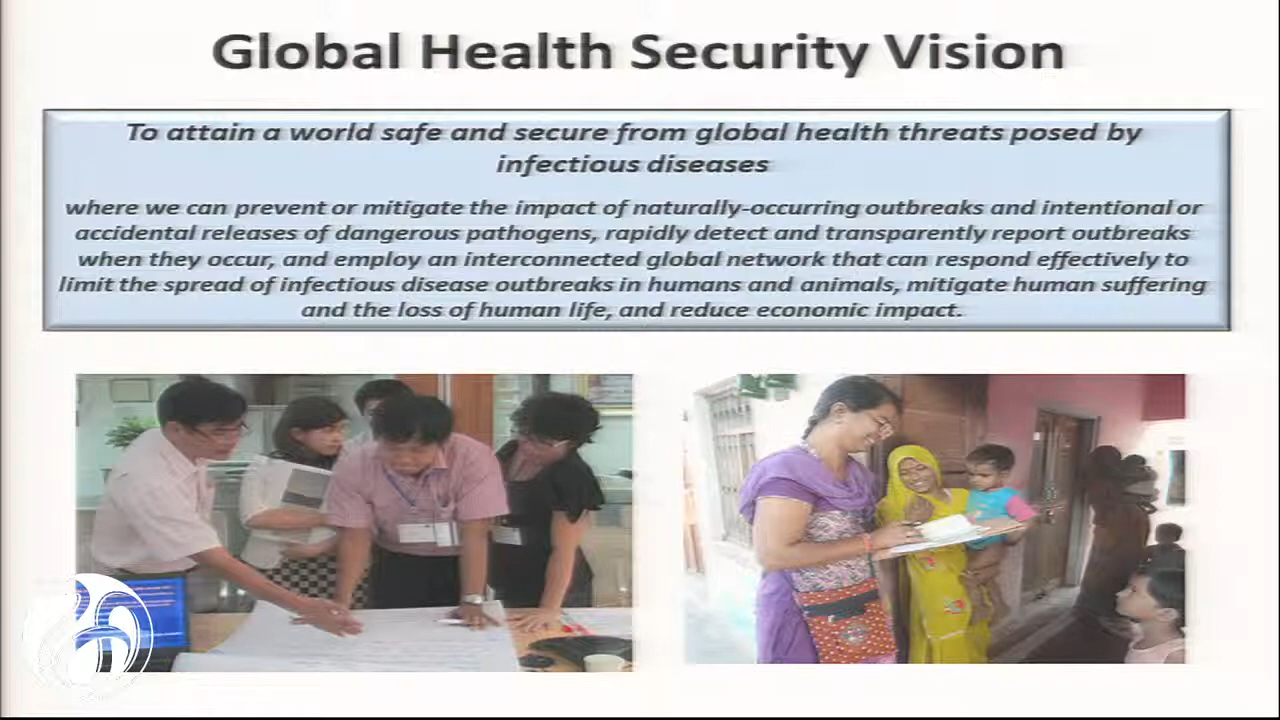 Global Health Security Vision
To attain a world safe and secure from global health threats posed by
infectious diseases
where we can prevent or mitigate the impact of naturally-occurring outbreaks and intentional or
accidental releases of dangerous pathogens, rapidly detect and transparently report outbreaks
when they occur, and employ an interconnected global network that can respond effectively to
limit the spread of infectious disease outbreaks in humans and animals, mitigate human suffering
and the loss of human life, and reduce economic impact.